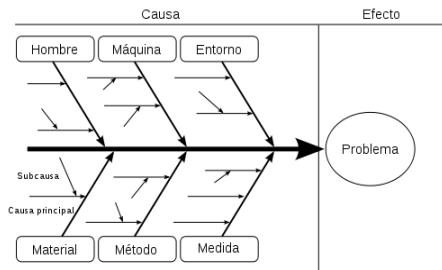 Causa
Efecto
Hombre
Máquina
Entorno
Problema
Subcausa
Causa principal
Material
Método
Medida